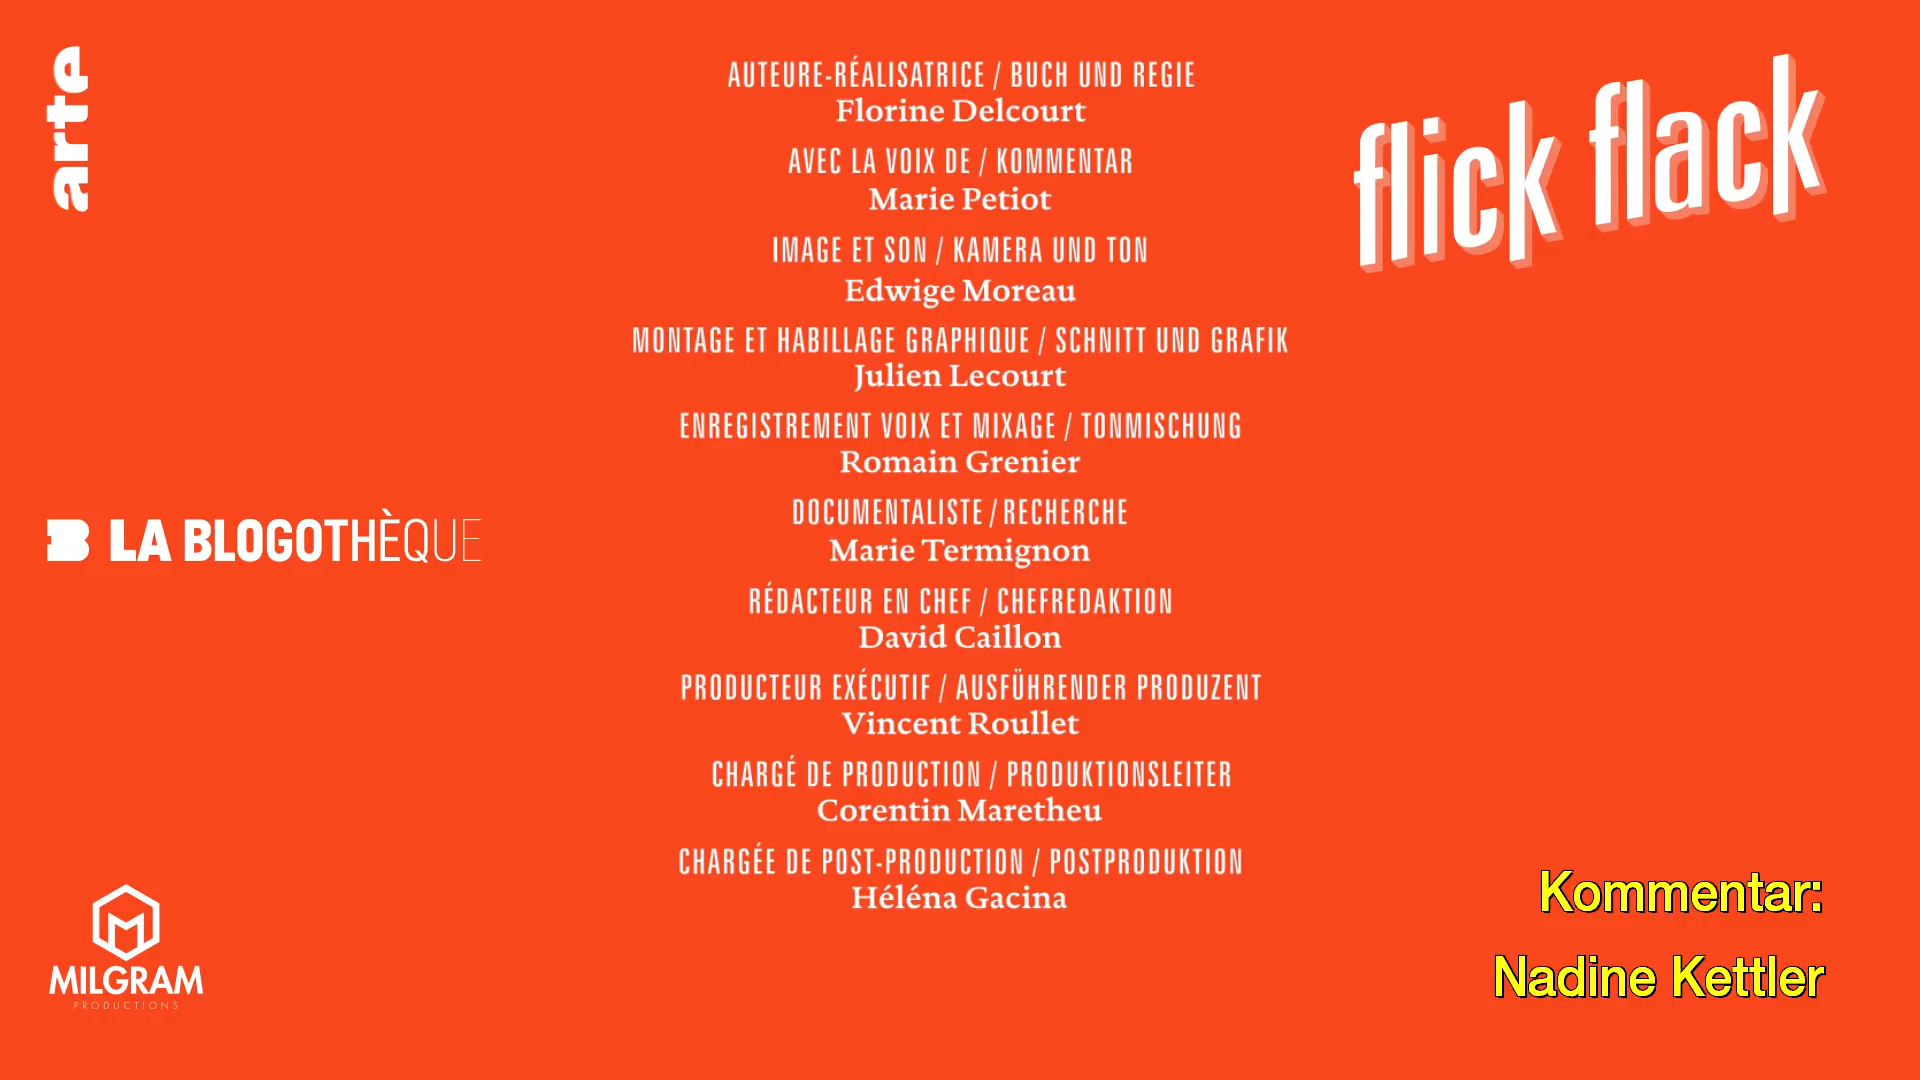 arte
AUTEURE-RÉALISATRICE / BUCH UND REGIE
Florine Delcourt
AVEC LA VOIX DE / KOMMENTAR
Marie Petiot
IMAGE ET SON / KAMERA UND TON
Edwige Moreau
MONTAGE ET HABILLAGE GRAPHIQUE / SCHNITT UND GRAFIK
Julien Lecourt
ENREGISTREMENT VOIX ET MIXAGE / TONMISCHUNG
Romain Grenier
DOCUMENTALISTE / RECHERCHE
Marie Termignon
RÉDACTEUR EN CHEF / CHEFREDAKTION
David Caillon
PRODUCTEUR EXÉCUTIF / AUSFÜHRENDER PRODUZENT
Vincent Roullet
CHARGÉ DE PRODUCTION / PRODUKTIONSLEITER
Corentin Maretheu
CHARGÉE DE POST-PRODUCTION / POSTPRODUKTION
Héléna Gacina
flick flack
B LA BLOGOTHÈQUE
MILGRAM
PRODUCTIONS
Kommentar:
Nadine Kettler